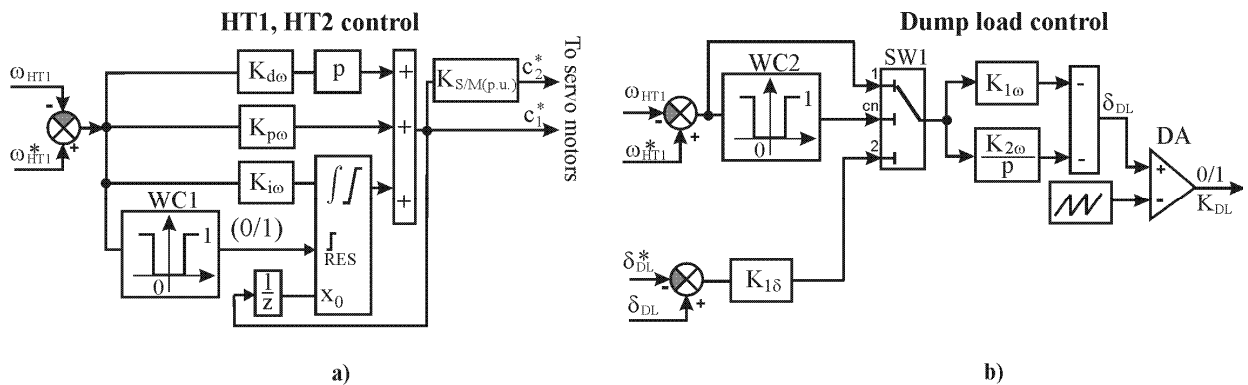 HT1, HT2 control
ω_HT1
-
ω*_HT1
+
K_dω
p
K_pω
K_iω
WC1
1
0
(0/1)
∫
RES
x_0
1/z
+
+
+
K_S/M(p.u.)
c*_2
c*_1
To servo motors
a)
Dump load control
ω_HT1
-
ω*_HT1
+
WC2
1
0
SW1
1
cn
2
K_1ω
K_2ω/p
-
-
δ_DL
DA
+
-
0/1
K_DL
δ*_DL
-
δ_DL
+
K_1δ
b)